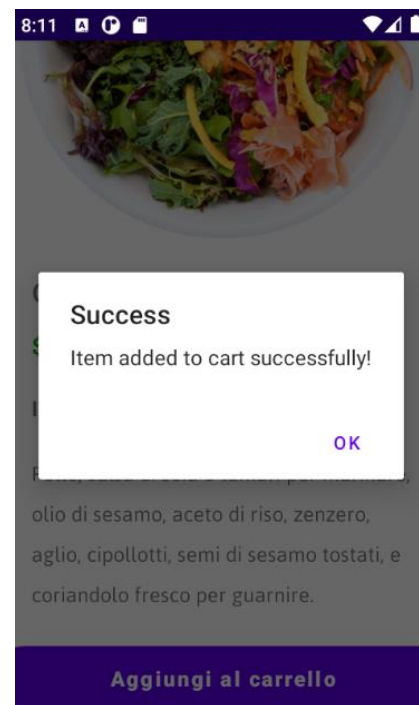 8:11
Success
Item added to cart successfully!
OK
olio di sesamo, aceto di riso, zenzero,
aglio, cipollotti, semi di sesamo tostati, e
coriandolo fresco per guarnire.
Aggiungi al carrello